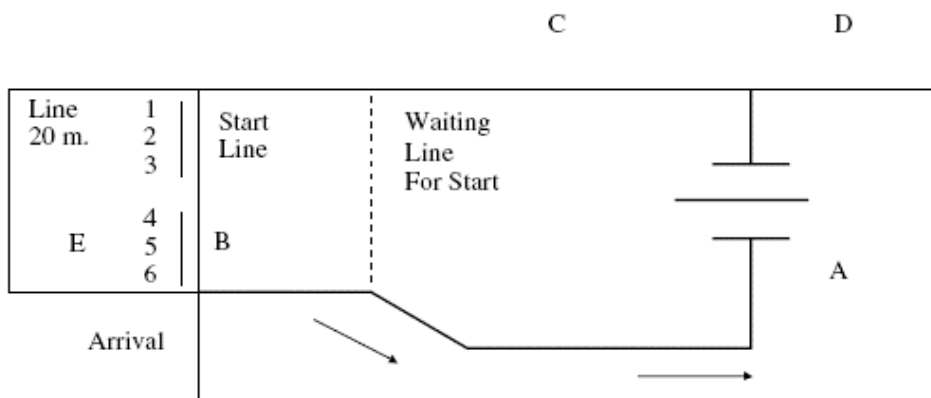 C
D
Line
20 m.
1
2
3
Start
Line
Waiting
Line
For Start
4
5
6
E
B
A
Arrival